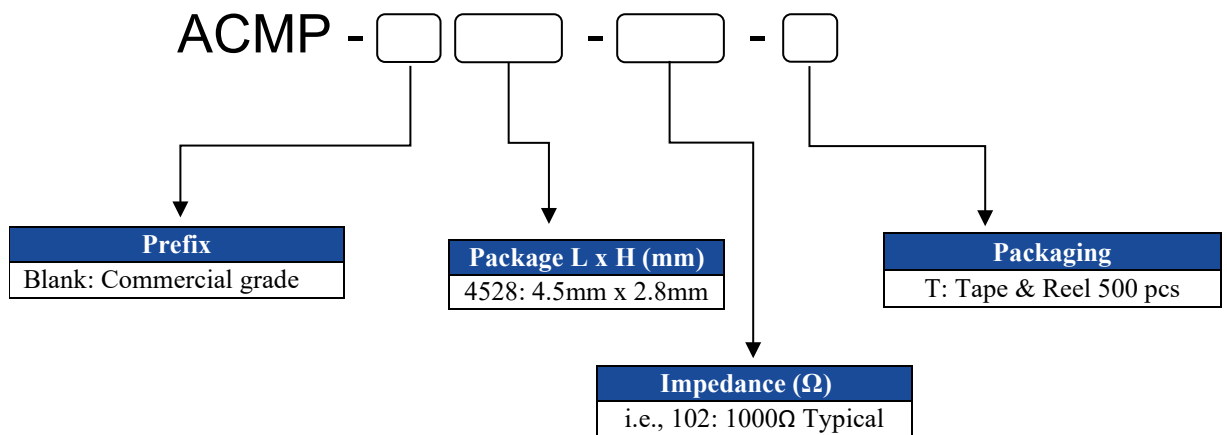 ACMP - -  -
Prefix
Blank: Commercial grade
Package L x H (mm)
4528: 4.5mm x 2.8mm
Packaging
T: Tape & Reel 500 pcs
Impedance (Ω)
i.e., 102: 1000Ω Typical